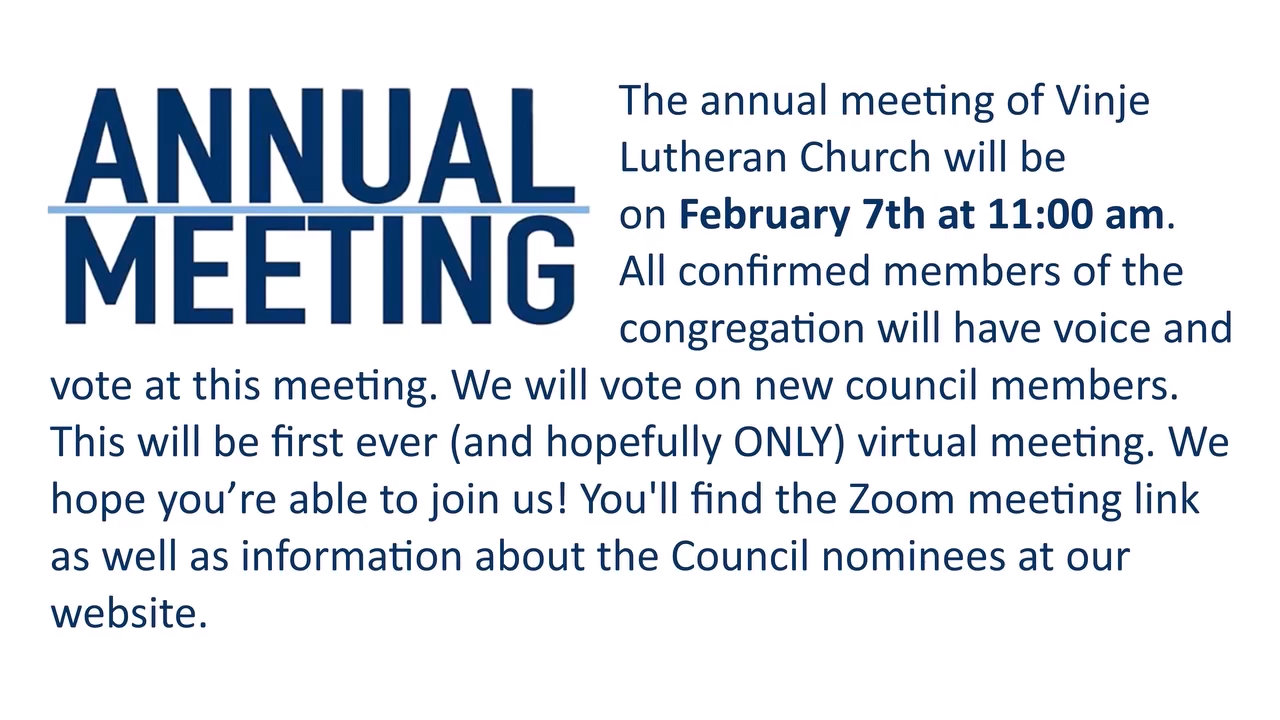 ANNUAL
MEETING
The annual meeting of Vinje
Lutheran Church will be
on February 7th at 11:00 am.
All confirmed members of the
congregation will have voice and
vote at this meeting. We will vote on new council members.
This will be first ever (and hopefully ONLY) virtual meeting. We
hope you’re able to join us! You'll find the Zoom meeting link
as well as information about the Council nominees at our
website.